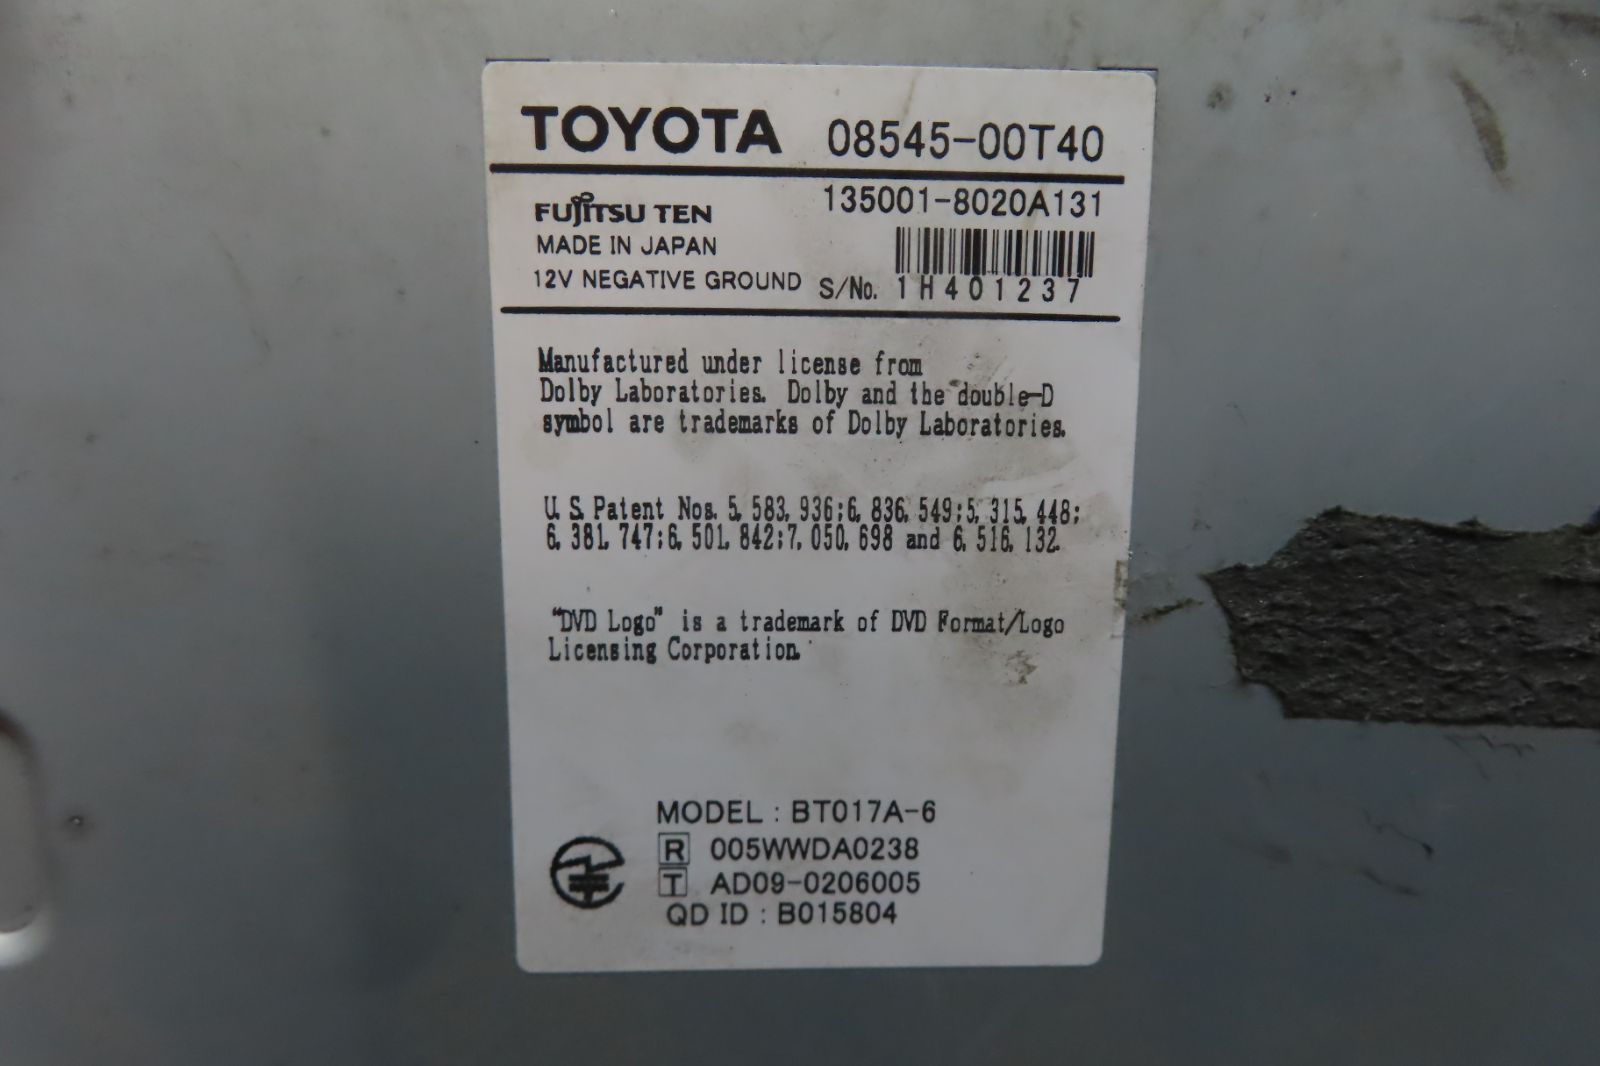 TOYOTA 08545-00T40
135001-8020A131
FUJITSU TEN
MADE IN JAPAN
12V NEGATIVE GROUND S/No. 1H401237
Manufactured under license from
Dolby Laboratories. Dolby and the double-D
symbol are trademarks of Dolby Laboratories.
U.S. Patent Nos. 5,583,936;6,836,549;5,315,448;
6,381,747;6,501,842;7,050,698 and 6,516,132.
"DVD Logo" is a trademark of DVD Format/Logo
Licensing Corporation.
MODEL : BT017A-6
R 005WWDA0238
T AD09-0206005
QD ID : B015804